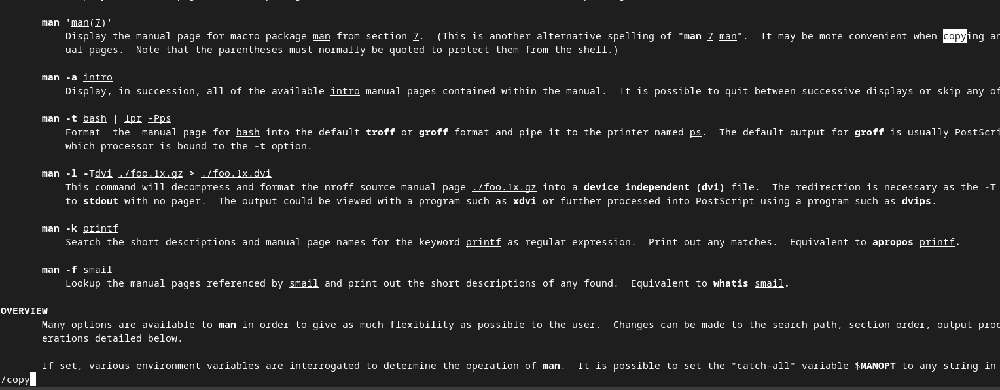 man 'man(7)'
Display the manual page for macro package man from section 7.  (This is another alternative spelling of "man 7 man".  It may be more convenient when copying an
ual pages.  Note that the parentheses must normally be quoted to protect them from the shell.)
man -a intro
Display, in succession, all of the available intro manual pages contained within the manual.  It is possible to quit between successive displays or skip any of
man -t bash | lpr -Pps
Format  the  manual page for bash into the default troff or groff format and pipe it to the printer named ps.  The default output for groff is usually PostScri
which processor is bound to the -t option.
man -l -Tdvi ./foo.1x.gz > ./foo.1x.dvi
This command will decompress and format the nroff source manual page ./foo.1x.gz into a device independent (dvi) file.  The redirection is necessary as the -T
to stdout with no pager.  The output could be viewed with a program such as xdvi or further processed into PostScript using a program such as dvips.
man -k printf
Search the short descriptions and manual page names for the keyword printf as regular expression.  Print out any matches.  Equivalent to apropos printf.
man -f smail
Lookup the manual pages referenced by smail and print out the short descriptions of any found.  Equivalent to whatis smail.
OVERVIEW
Many options are available to man in order to give as much flexibility as possible to the user.  Changes can be made to the search path, section order, output proc
erations detailed below.
If set, various environment variables are interrogated to determine the operation of man.  It is possible to set the "catch-all" variable $MANOPT to any string in
/copy